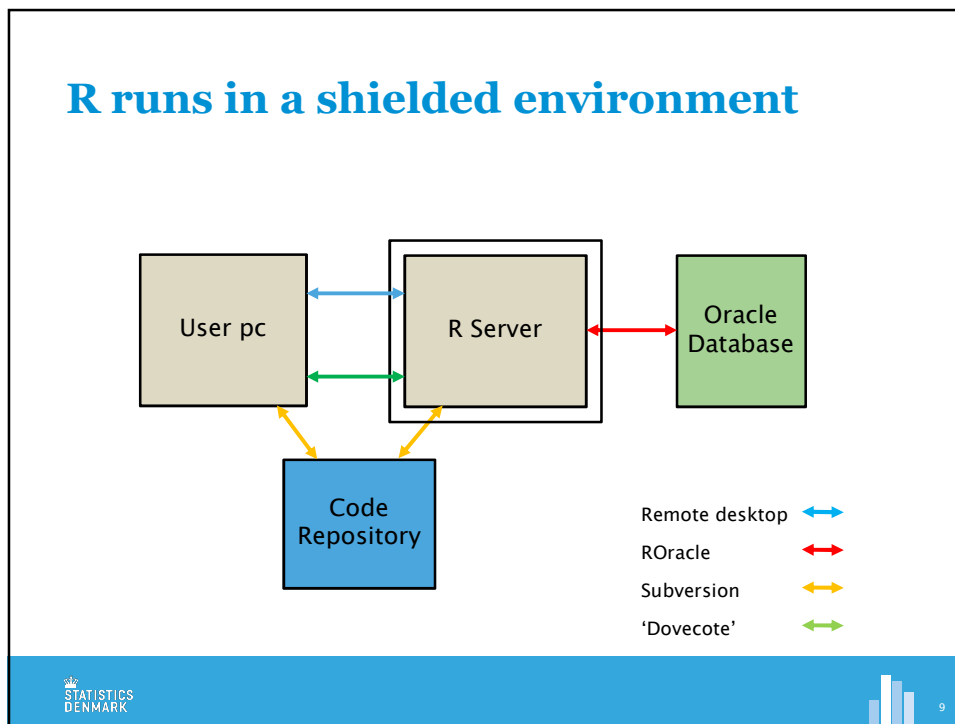 R runs in a shielded environment
User pc
R Server
Oracle
Database
Code
Repository
Remote desktop
ROracle
Subversion
‘Dovecote’
STATISTICS
DENMARK
9